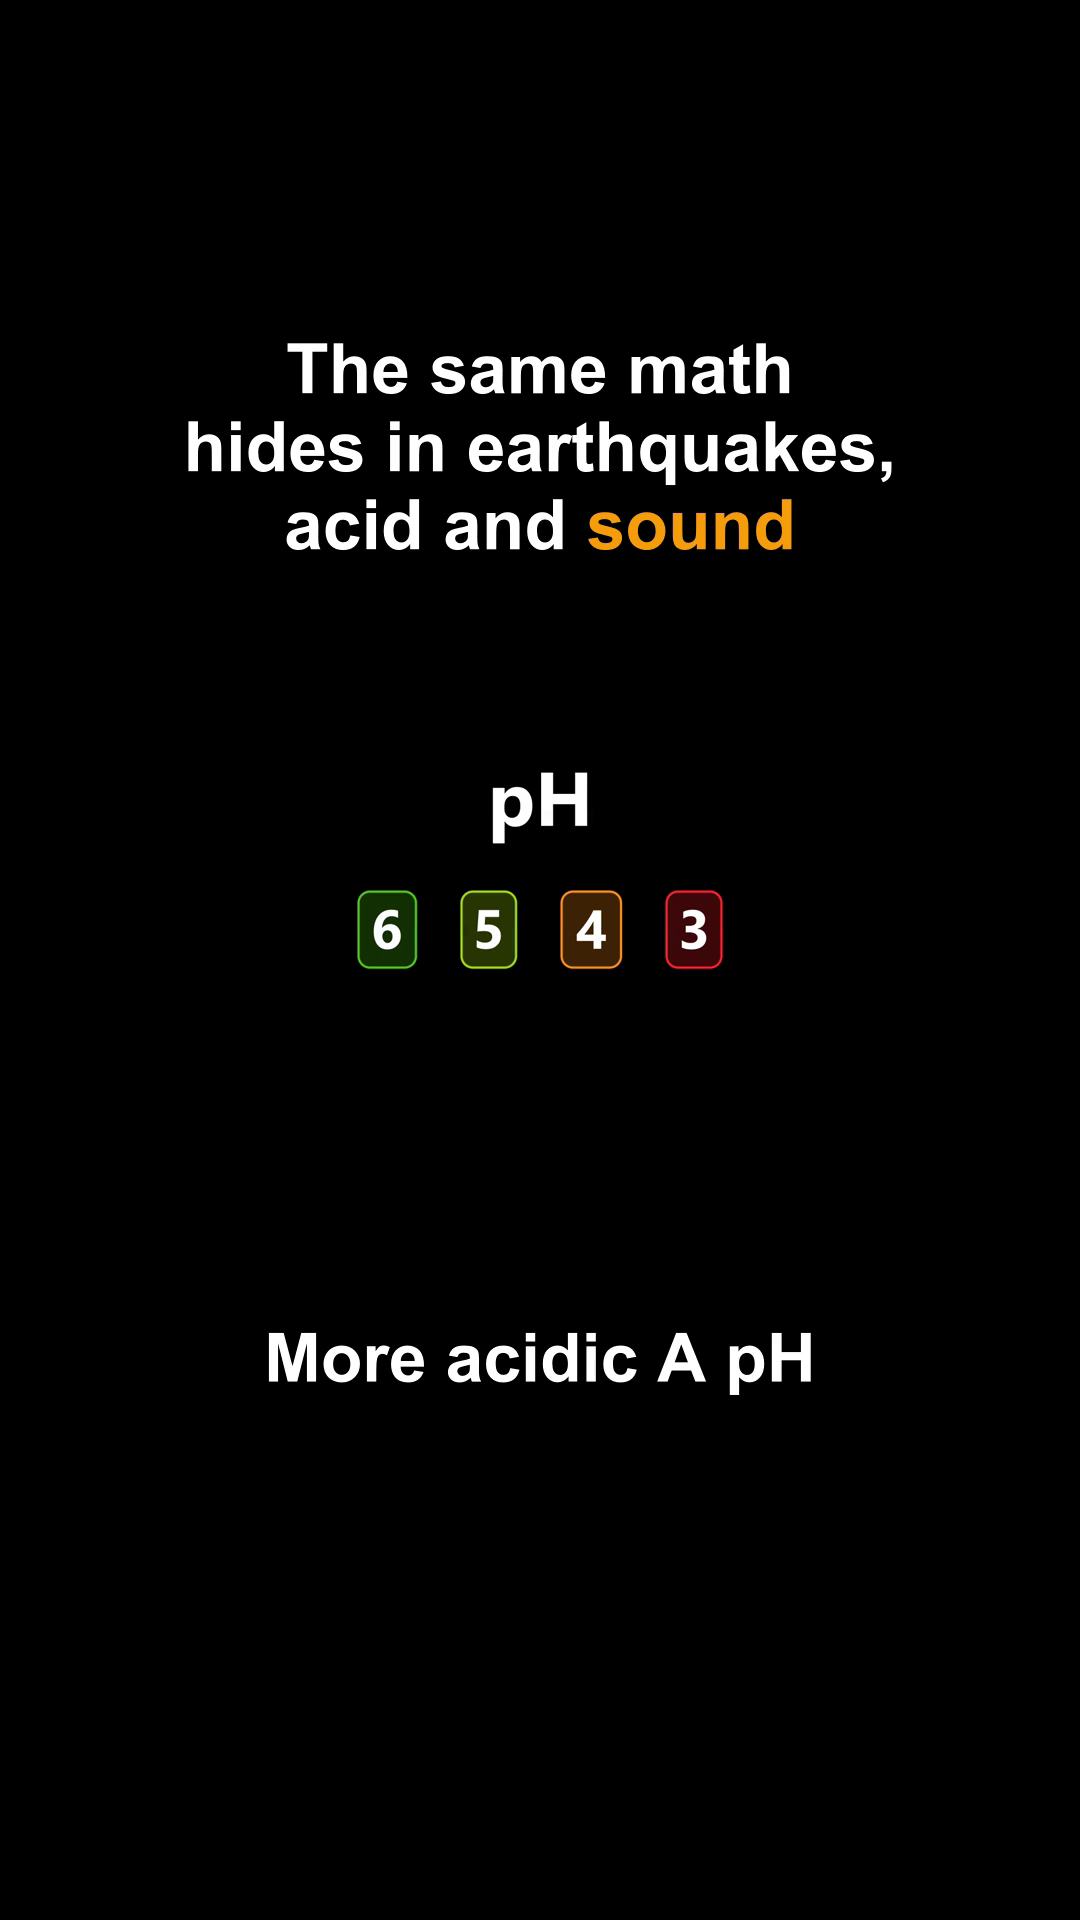 The same math
hides in earthquakes,
acid and sound
pH
6 5 4 3
More acidic A pH